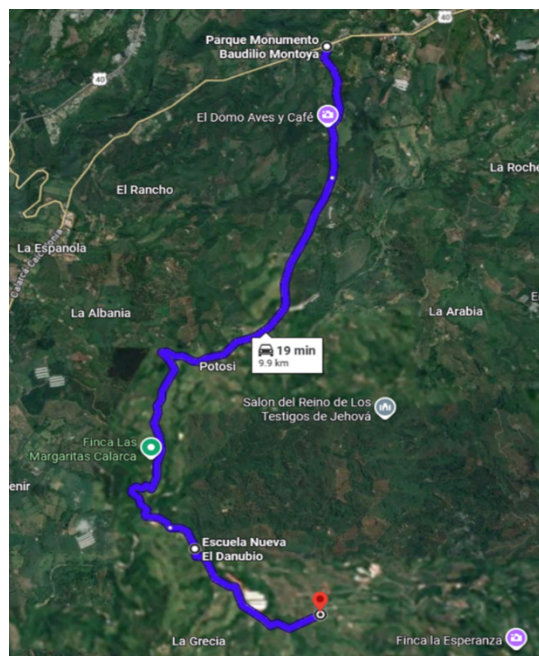 40
Parque Monumento
Baudilio Montoya
40
El Domo Aves y Café
La Roche
El Rancho
La Española
La Albania
La Arabia
19 min
9.9 km
Potosi
Salon del Reino de Los
Testigos de Jehová
Finca Las
Margaritas Calarca
enir
Escuela Nueva
El Danubio
La Grecia
Finca la Esperanza